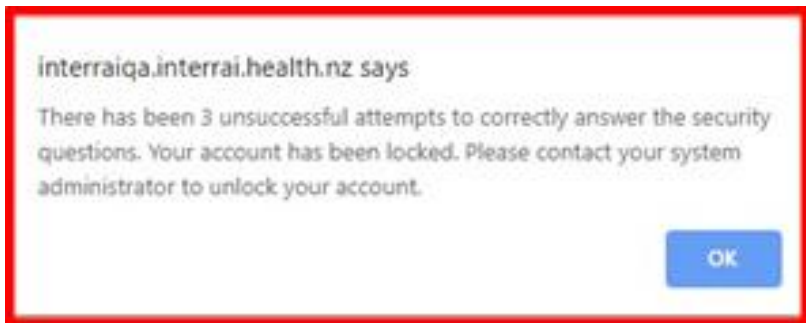 interraiqa.interrai.health.nz says
There has been 3 unsuccessful attempts to correctly answer the security
questions. Your account has been locked. Please contact your system
administrator to unlock your account.
OK